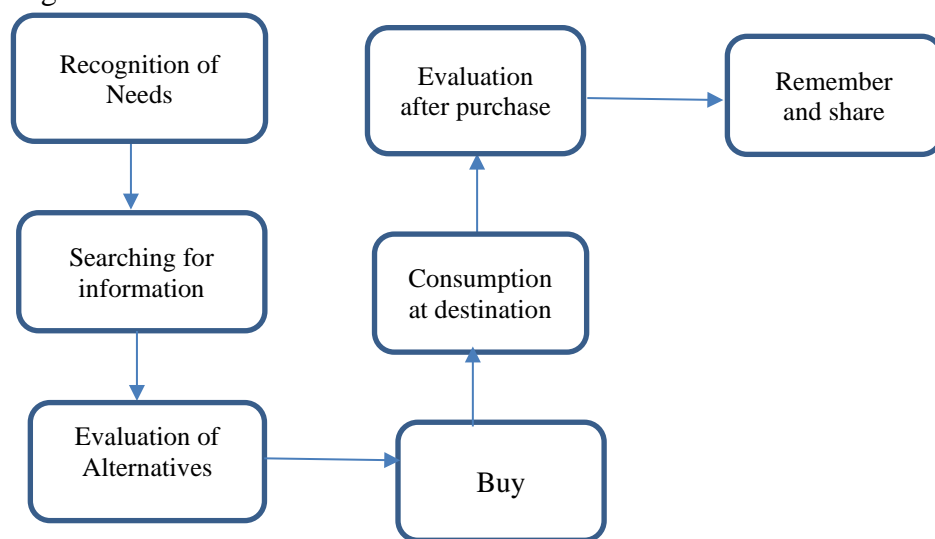 Recognition of
Needs
Searching for
information
Evaluation of
Alternatives
Buy
Consumption
at destination
Evaluation
after purchase
Remember
and share